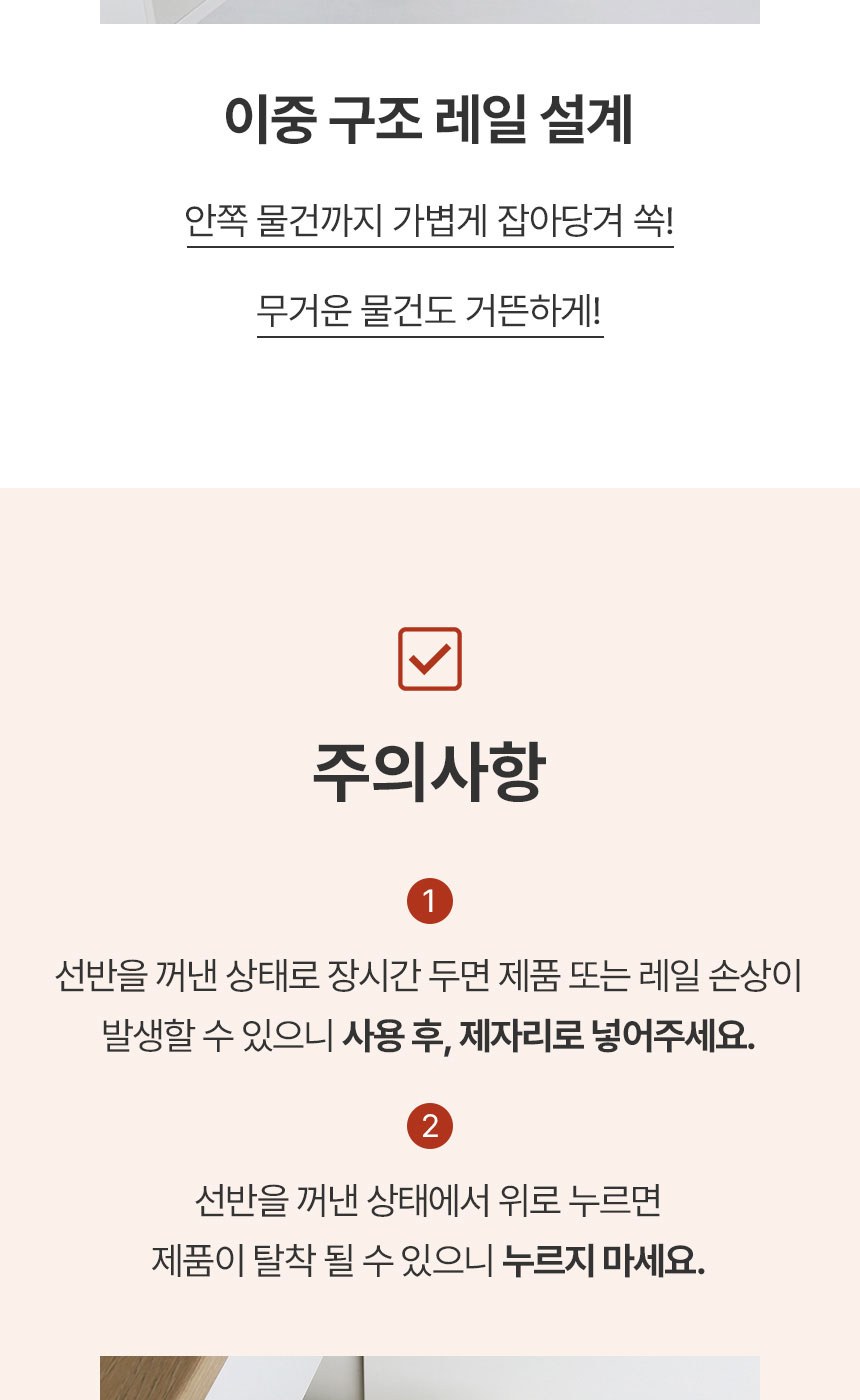 이중 구조 레일 설계
안쪽 물건까지 가볍게 잡아당겨 쏙!
무거운 물건도 거뜬하게!
주의사항
1
선반을 꺼낸 상태로 장시간 두면 제품 또는 레일 손상이
발생할 수 있으니 사용 후, 제자리로 넣어주세요.
2
선반을 꺼낸 상태에서 위로 누르면
제품이 탈착 될 수 있으니 누르지 마세요.